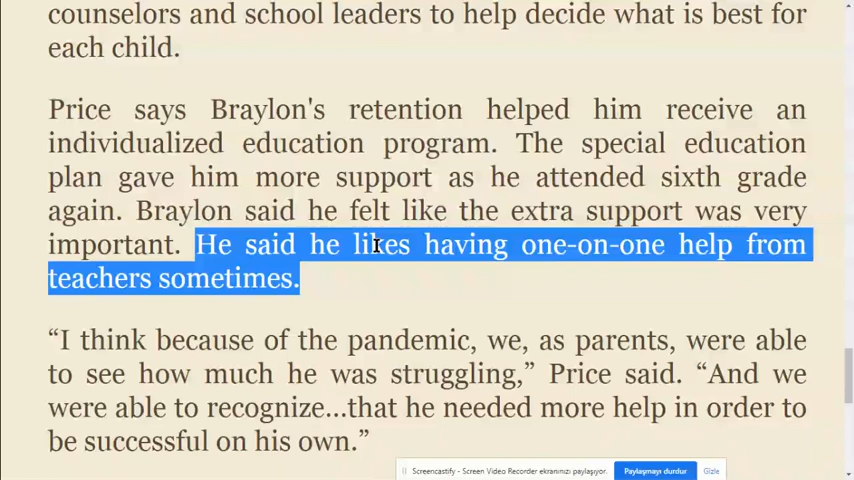 counselors and school leaders to help decide what is best for
each child.
Price says Braylon's retention helped him receive an
individualized education program. The special education
plan gave him more support as he attended sixth grade
again. Braylon said he felt like the extra support was very
important. He said he likes having one-on-one help from
teachers sometimes.
“I think because of the pandemic, we, as parents, were able
to see how much he was struggling,” Price said. “And we
were able to recognize…that he needed more help in order to
be successful on his own.”
Screencastify - Screen Video Recorder ekranınızı paylaşıyor. Paylaşmayı durdur Gizle